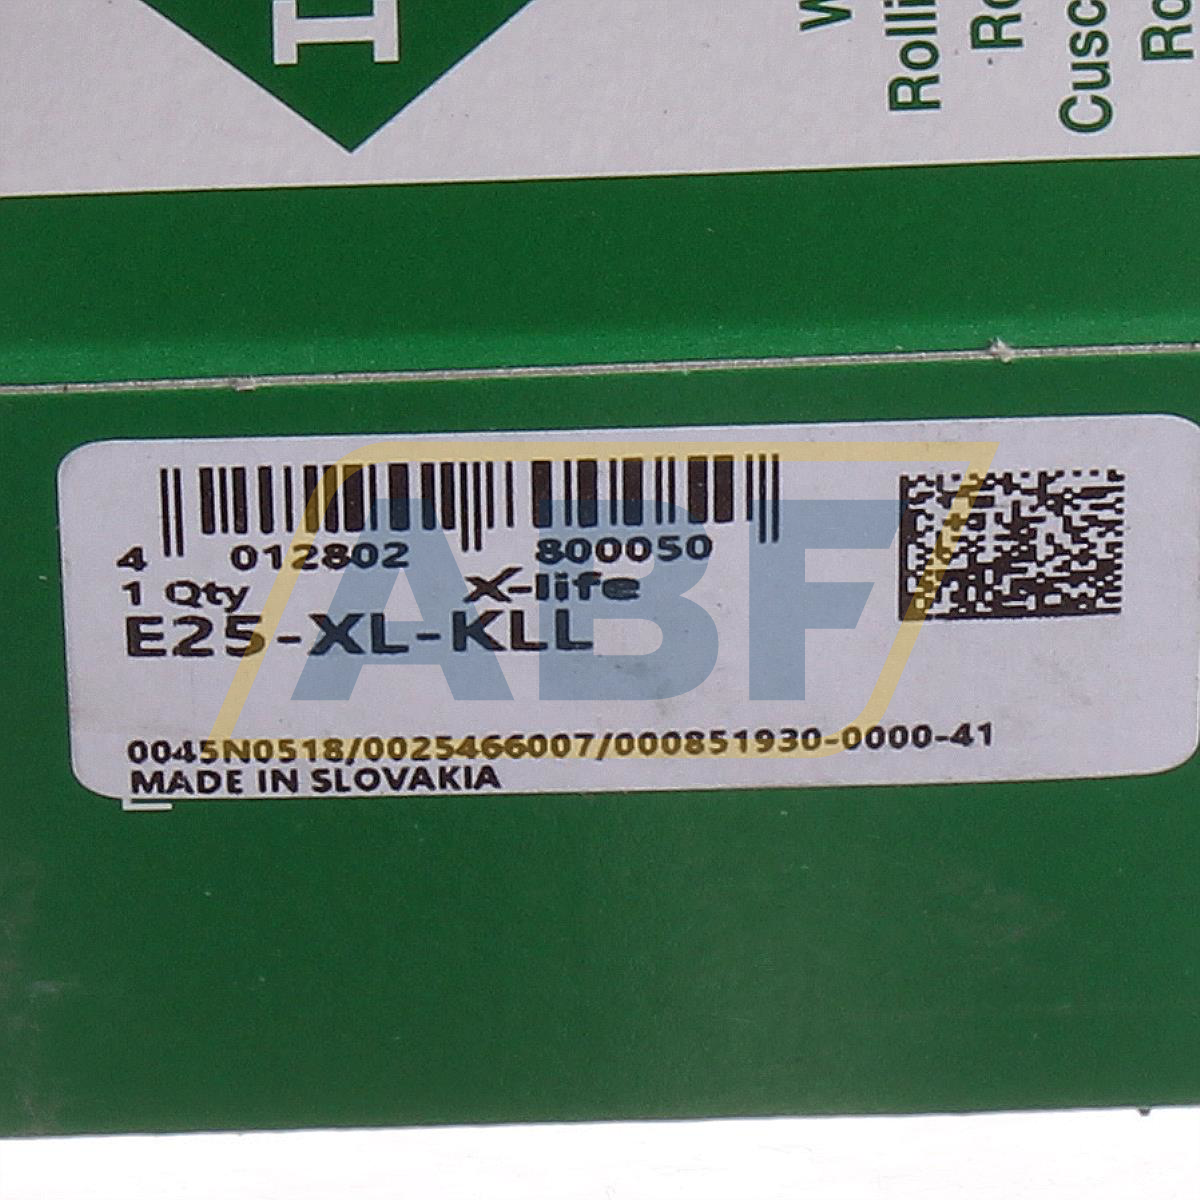 4 012802 800050
1 Qty X-life
E25-XL-KLL
0045N0518/0025466007/000851930-0000-41
MADE IN SLOVAKIA
ABF